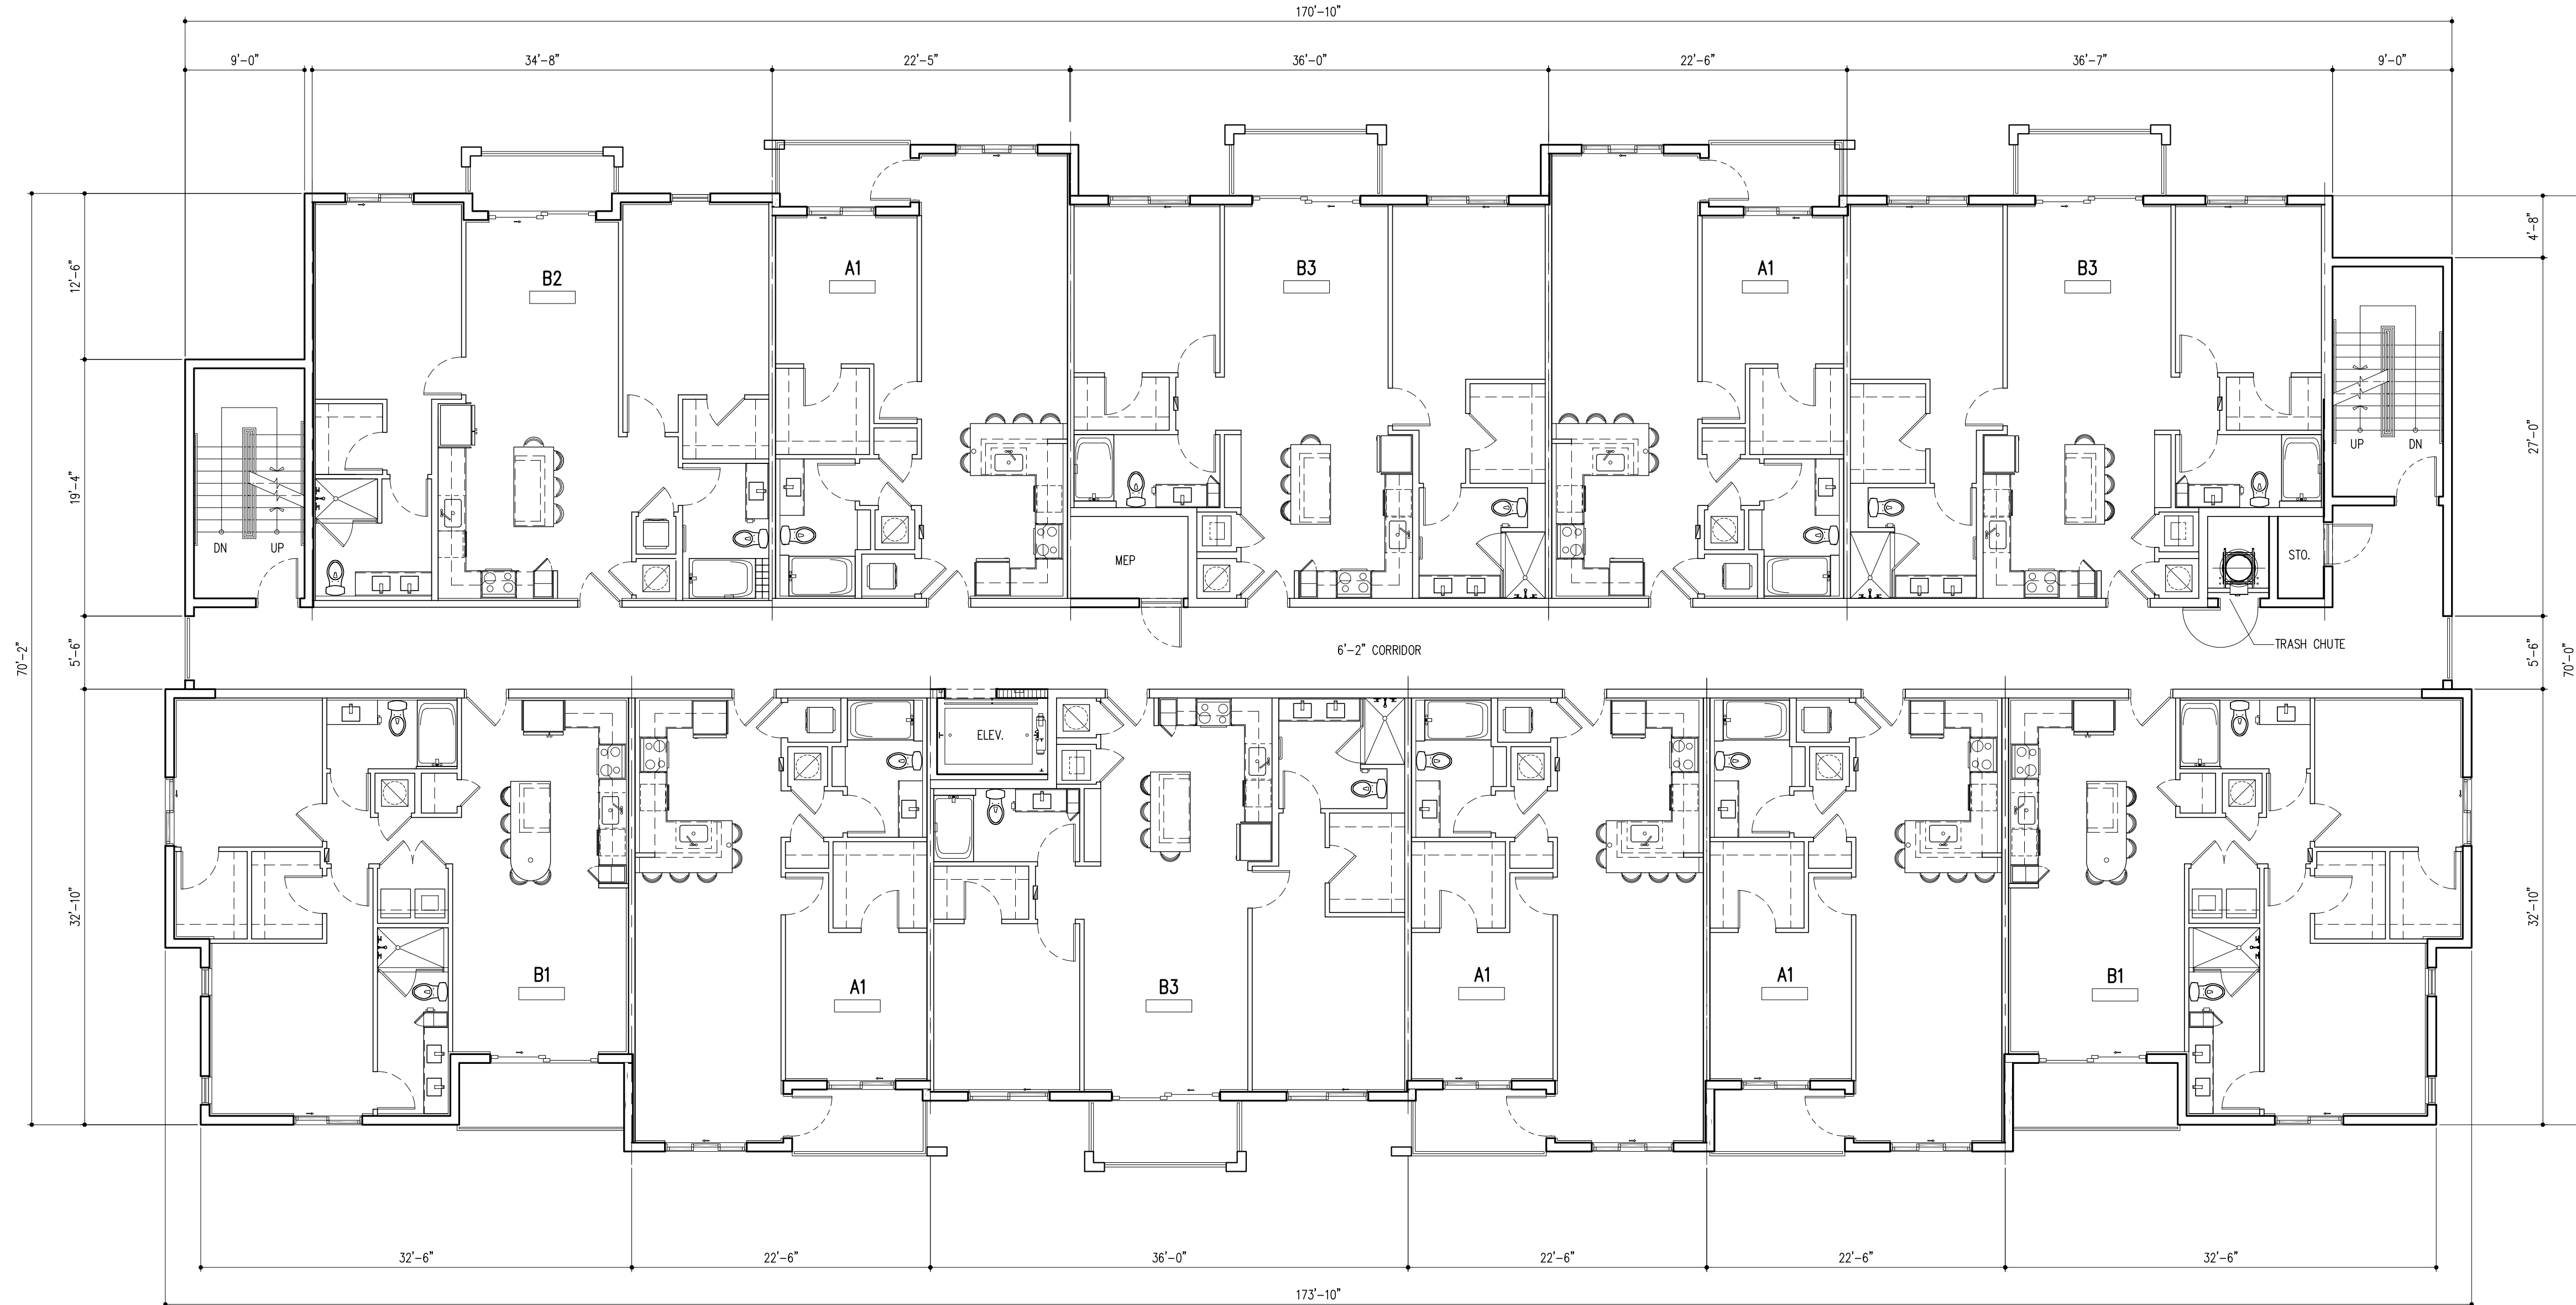 170'-10"
9'-0" 34'-8" 22'-5" 36'-0" 22'-6" 36'-7" 9'-0"
4'-8"
12'-6"
B2 A1 B3 A1 B3
27'-0"
UP DN
19'-4"
DN UP
MEP
STO.
70'-2"
5'-6"
6'-2" CORRIDOR
TRASH CHUTE
5'-6"
70'-0"
ELEV.
32'-10"
32'-10"
B1 A1 B3 A1 A1 B1
32'-6" 22'-6" 36'-0" 22'-6" 22'-6" 32'-6"
173'-10"